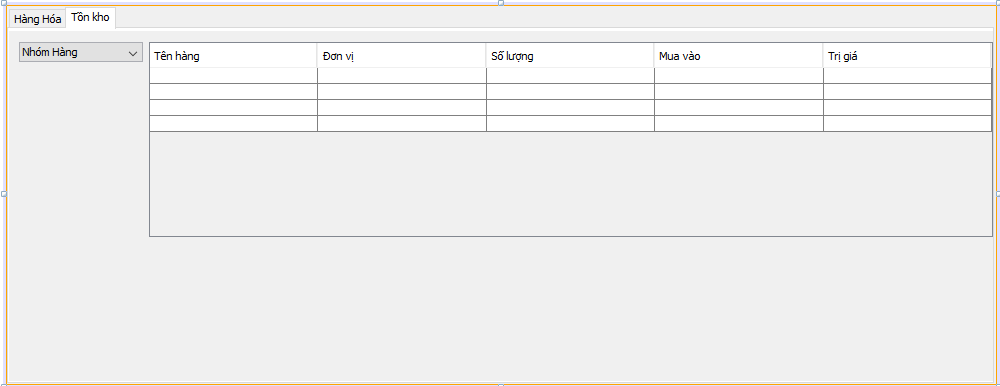 Hàng Hóa Tồn kho
Nhóm Hàng
Tên hàng Đơn vị Số lượng Mua vào Trị giá